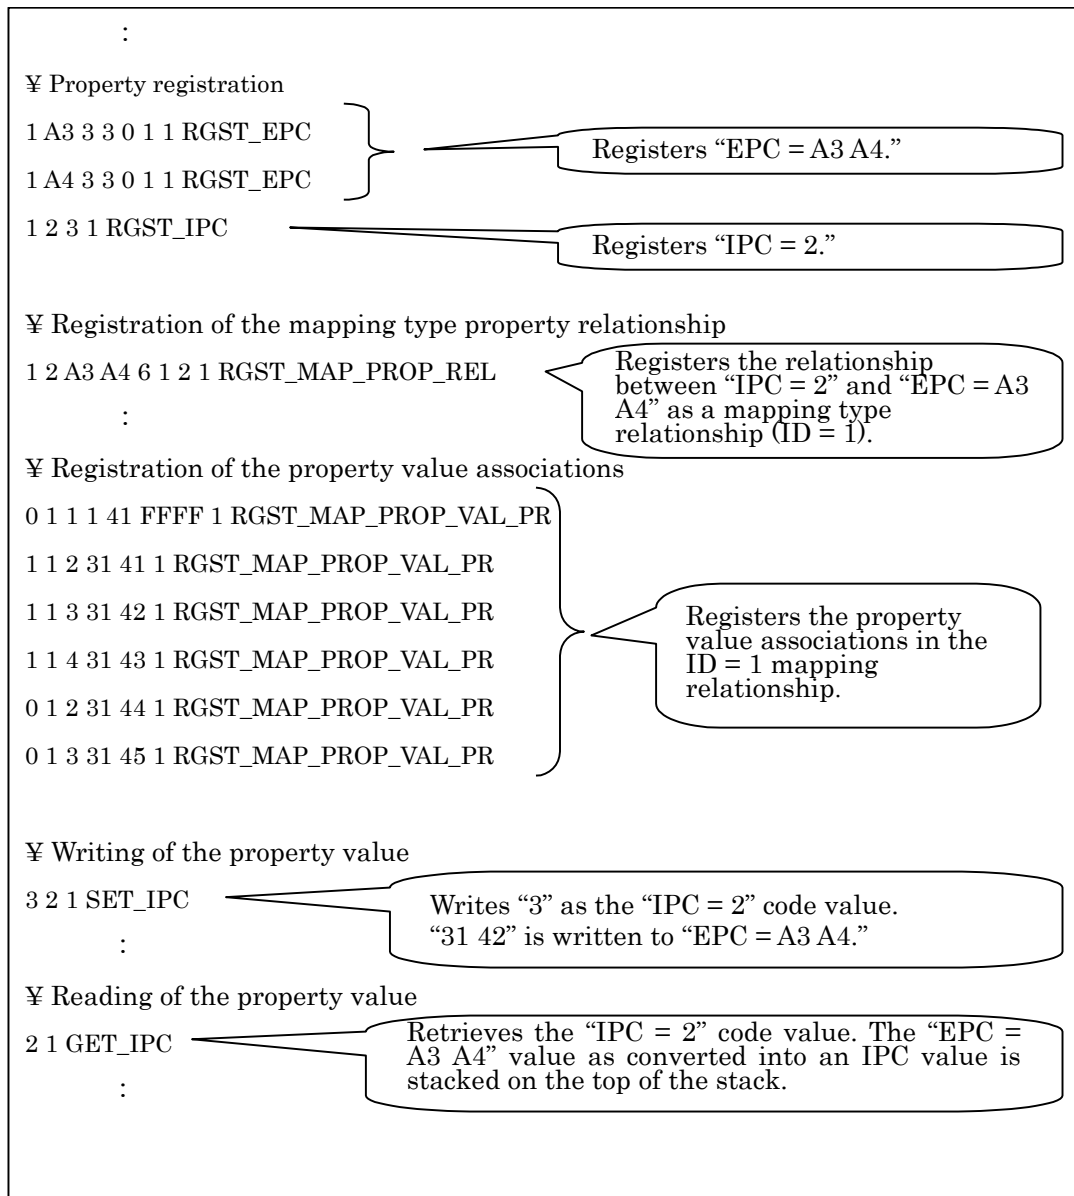 :
¥ Property registration
1 A3 3 3 0 1 1 RGST_EPC
1 A4 3 3 0 1 1 RGST_EPC
Registers “EPC = A3 A4.”
1 2 3 1 RGST_IPC
Registers “IPC = 2.”
¥ Registration of the mapping type property relationship
1 2 A3 A4 6 1 2 1 RGST_MAP_PROP_REL
Registers the relationship
between “IPC = 2” and “EPC = A3
A4” as a mapping type
relationship (ID = 1).
:
¥ Registration of the property value associations
0 1 1 1 41 FFFF 1 RGST_MAP_PROP_VAL_PR
1 1 2 31 41 1 RGST_MAP_PROP_VAL_PR
1 1 3 31 42 1 RGST_MAP_PROP_VAL_PR
1 1 4 31 43 1 RGST_MAP_PROP_VAL_PR
0 1 2 31 44 1 RGST_MAP_PROP_VAL_PR
0 1 3 31 45 1 RGST_MAP_PROP_VAL_PR
Registers the property
value associations in the
ID = 1 mapping
relationship.
¥ Writing of the property value
3 2 1 SET_IPC
Writes “3” as the “IPC = 2” code value.
“31 42” is written to “EPC = A3 A4.”
:
¥ Reading of the property value
2 1 GET_IPC
Retrieves the “IPC = 2” code value. The “EPC =
A3 A4” value as converted into an IPC value is
stacked on the top of the stack.
: